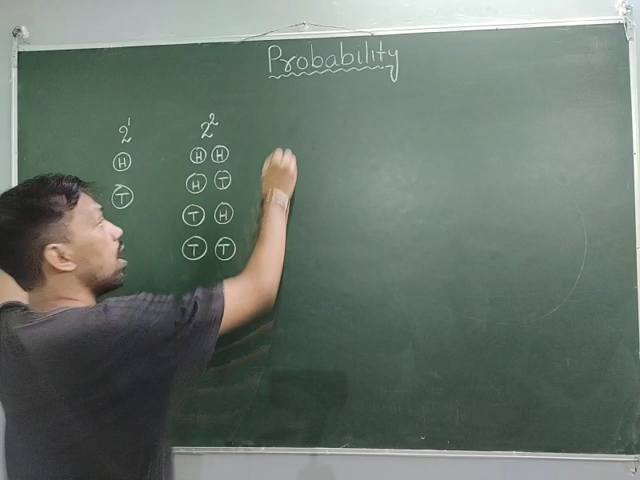 Probability
2¹ 2²
H H H
T H T
T H
T T